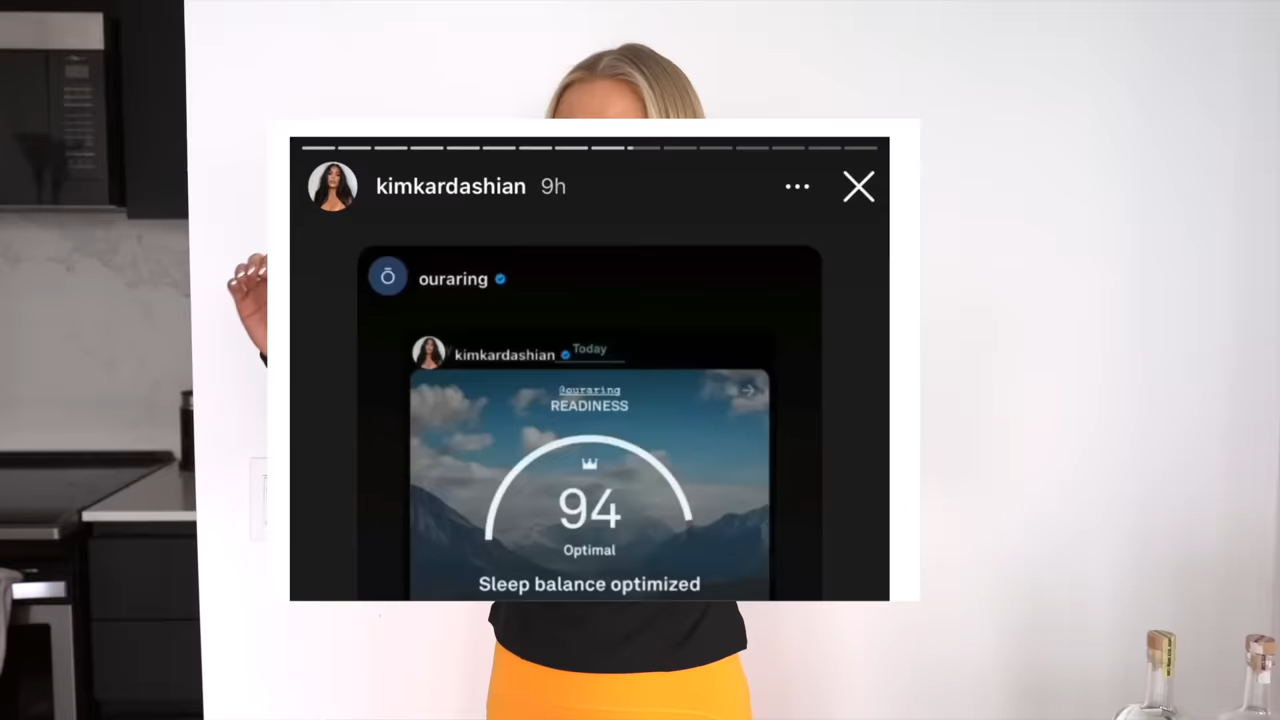 kimkardashian 9h
ouraring
kimkardashian Today
@ouraring
READINESS
94
Optimal
Sleep balance optimized